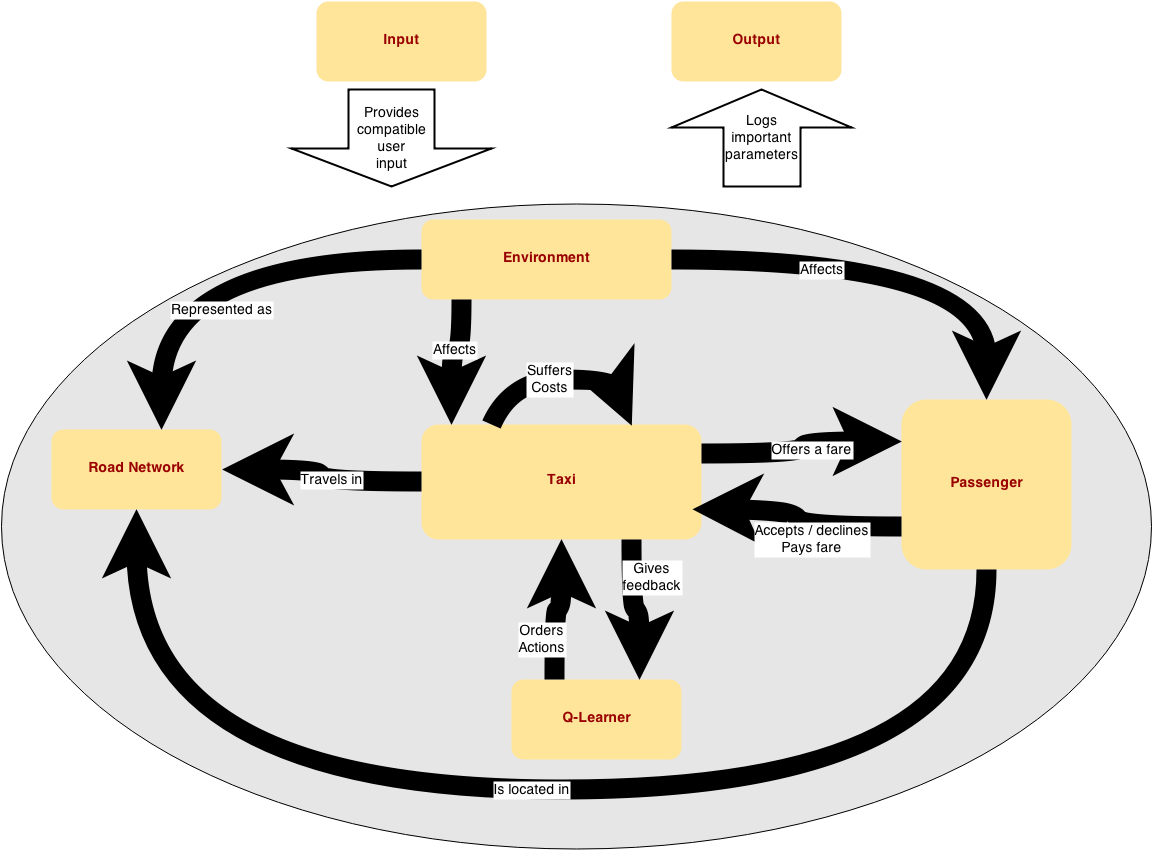 Input
Output
Provides
compatible
user
input
Logs
important
parameters
Environment
Affects
Represented as
Affects
Suffers
Costs
Offers a fare
Road Network
Taxi
Passenger
Travels in
Accepts / declines
Pays fare
Gives
feedback
Orders
Actions
Q-Learner
Is located in